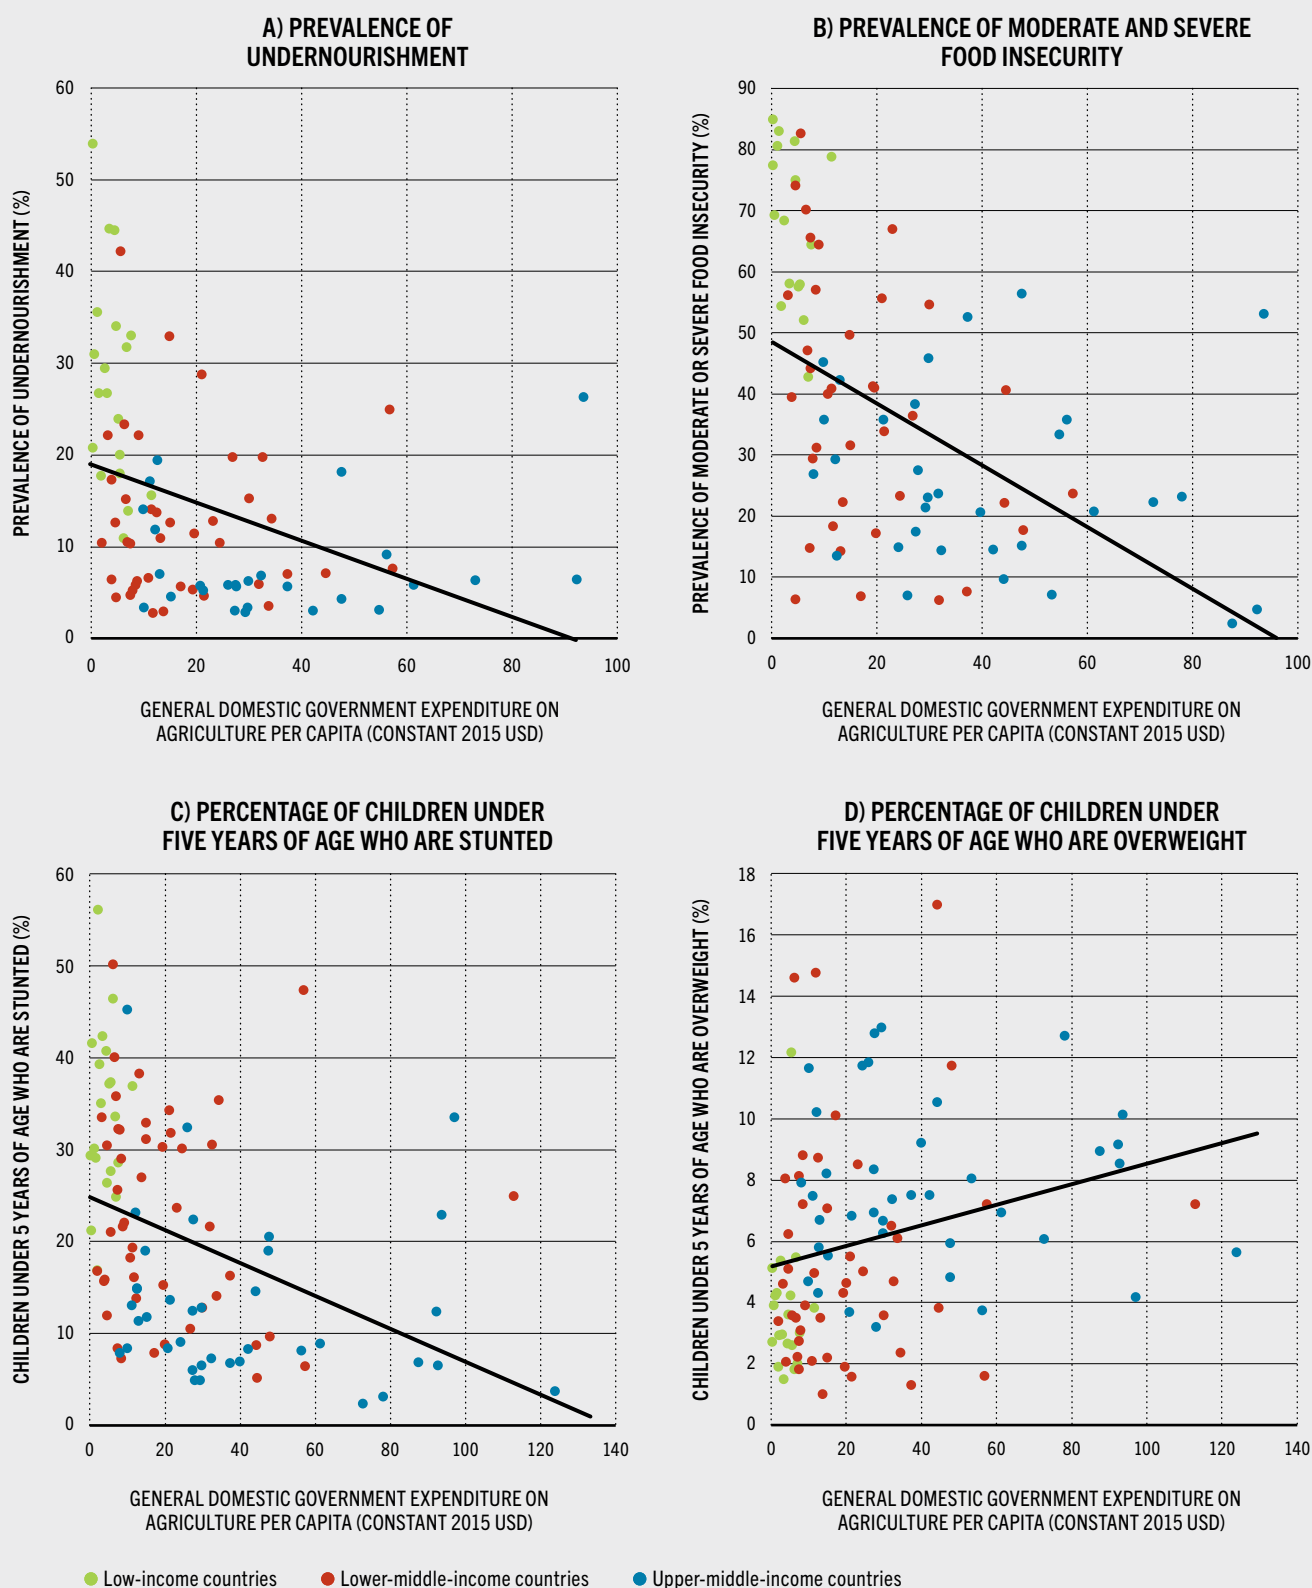 A) PREVALENCE OF
UNDERNOURISHMENT
PREVALENCE OF UNDERNOURISHMENT (%)
60
50
40
30
20
10
0
0 20 40 60 80 100
GENERAL DOMESTIC GOVERNMENT EXPENDITURE ON
AGRICULTURE PER CAPITA (CONSTANT 2015 USD)
B) PREVALENCE OF MODERATE AND SEVERE
FOOD INSECURITY
PREVALENCE OF MODERATE OR SEVERE FOOD INSECURITY (%)
90
80
70
60
50
40
30
20
10
0
0 20 40 60 80 100
GENERAL DOMESTIC GOVERNMENT EXPENDITURE ON
AGRICULTURE PER CAPITA (CONSTANT 2015 USD)
C) PERCENTAGE OF CHILDREN UNDER
FIVE YEARS OF AGE WHO ARE STUNTED
CHILDREN UNDER 5 YEARS OF AGE WHO ARE STUNTED (%)
60
50
40
30
20
10
0
0 20 40 60 80 100 120 140
GENERAL DOMESTIC GOVERNMENT EXPENDITURE ON
AGRICULTURE PER CAPITA (CONSTANT 2015 USD)
D) PERCENTAGE OF CHILDREN UNDER
FIVE YEARS OF AGE WHO ARE OVERWEIGHT
CHILDREN UNDER 5 YEARS OF AGE WHO ARE OVERWEIGHT (%)
18
16
14
12
10
8
6
4
2
0
0 20 40 60 80 100 120 140
GENERAL DOMESTIC GOVERNMENT EXPENDITURE ON
AGRICULTURE PER CAPITA (CONSTANT 2015 USD)
Low-income countries Lower-middle-income countries Upper-middle-income countries